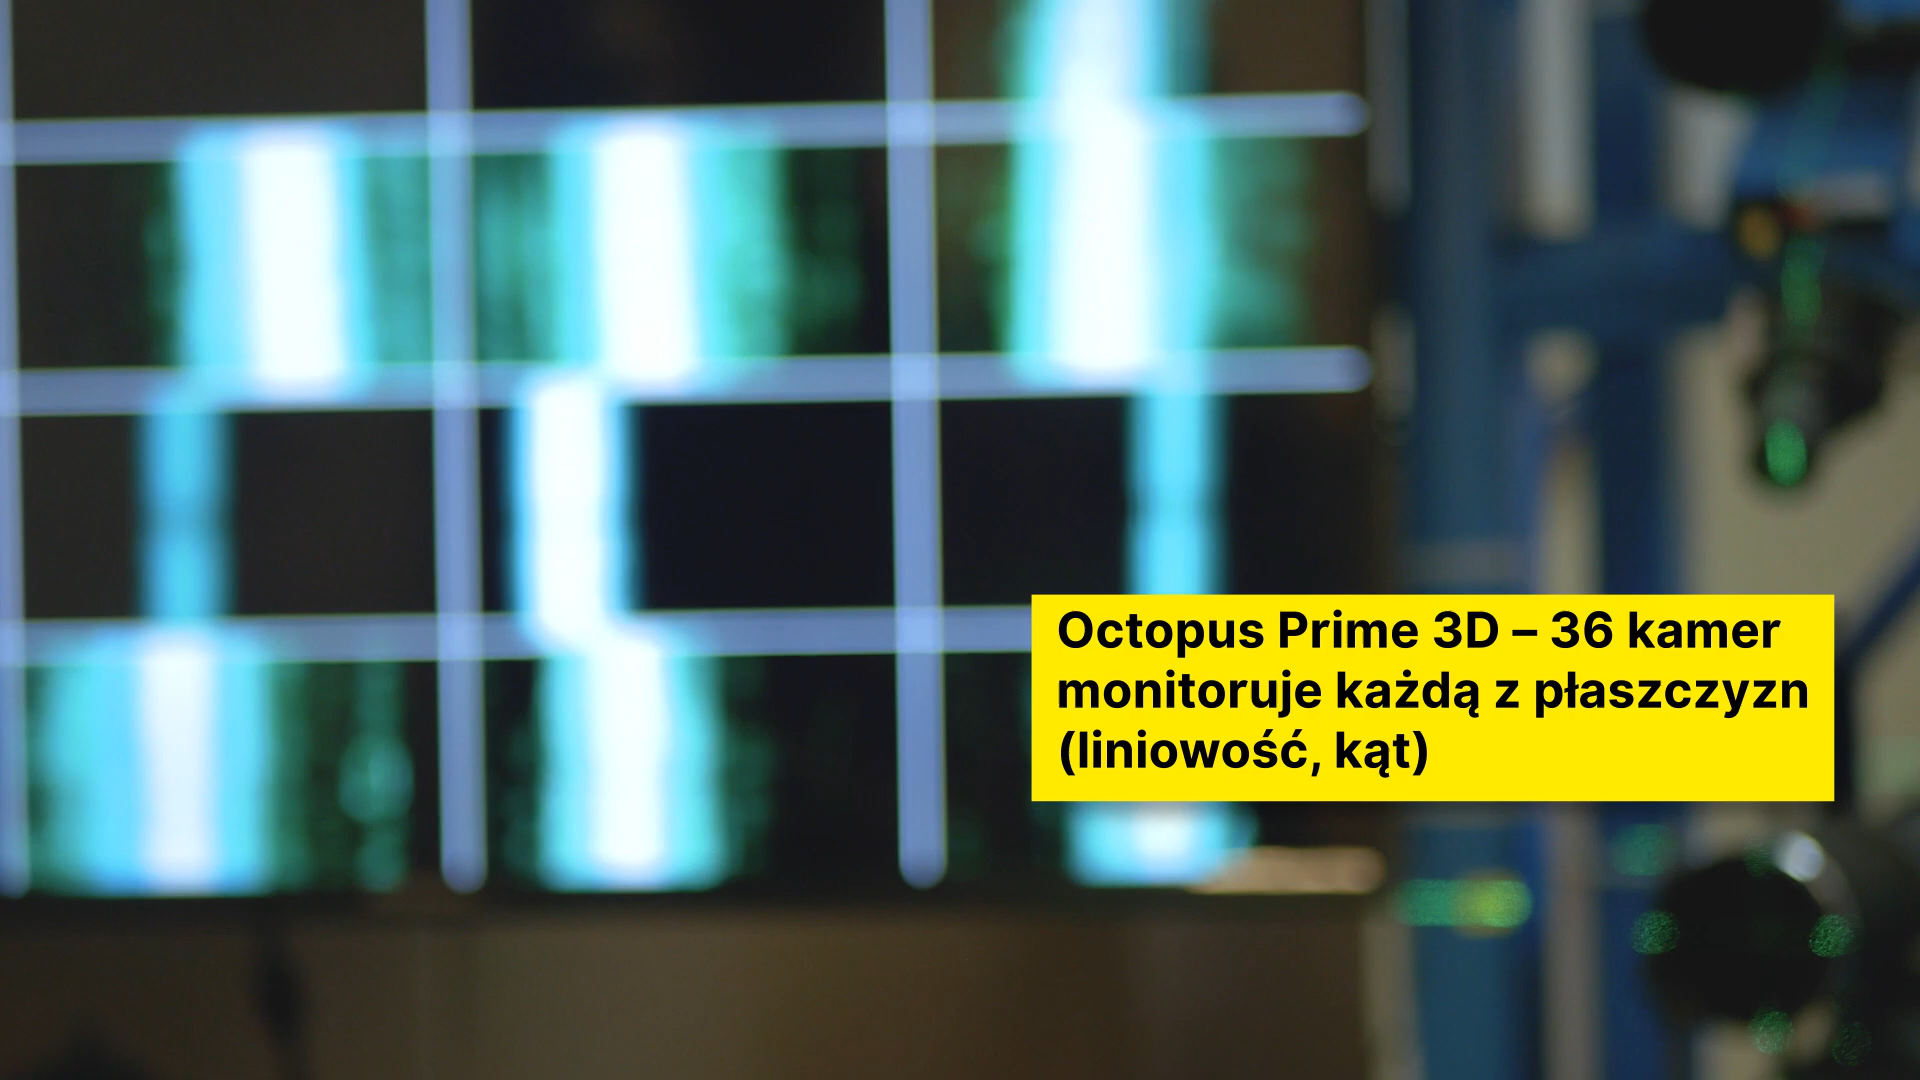 Octopus Prime 3D – 36 kamer
monitoruje każdą z płaszczyzn
(liniowość, kąt)